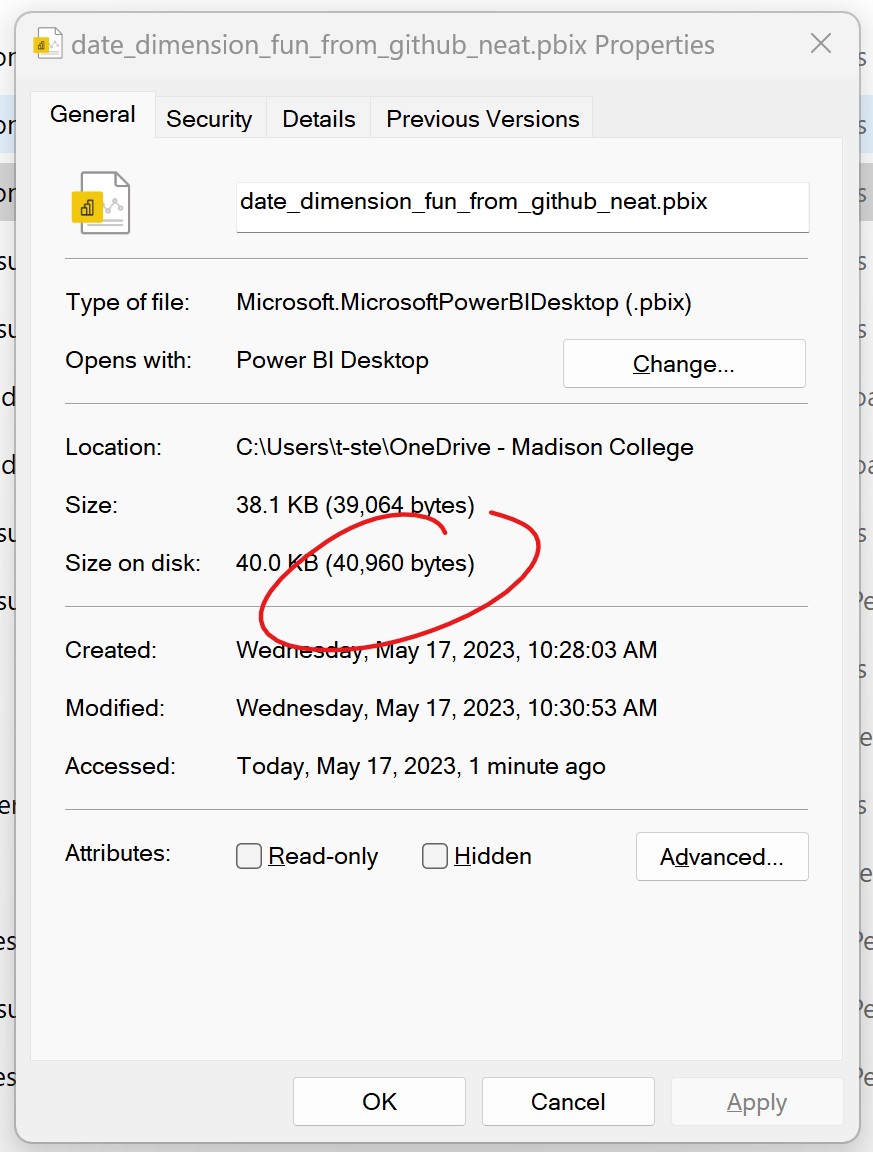 date_dimension_fun_from_github_neat.pbix Properties
General Security Details Previous Versions
date_dimension_fun_from_github_neat.pbix
Type of file: Microsoft.MicrosoftPowerBIDesktop (.pbix)
Opens with: Power BI Desktop Change...
Location: C:\Users\t-ste\OneDrive - Madison College
Size: 38.1 KB (39,064 bytes)
Size on disk: 40.0 KB (40,960 bytes)
Created: Wednesday, May 17, 2023, 10:28:03 AM
Modified: Wednesday, May 17, 2023, 10:30:53 AM
Accessed: Today, May 17, 2023, 1 minute ago
Attributes: Read-only Hidden Advanced...
OK Cancel Apply